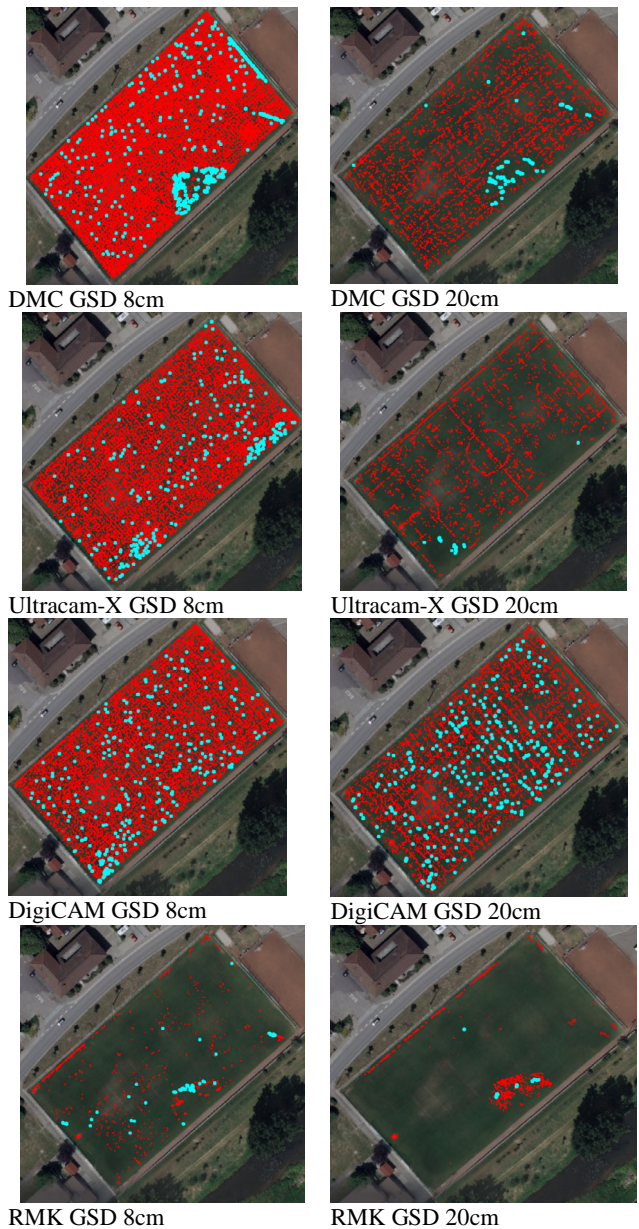 DMC GSD 8cm
DMC GSD 20cm
Ultracam-X GSD 8cm
Ultracam-X GSD 20cm
DigiCAM GSD 8cm
DigiCAM GSD 20cm
RMK GSD 8cm
RMK GSD 20cm